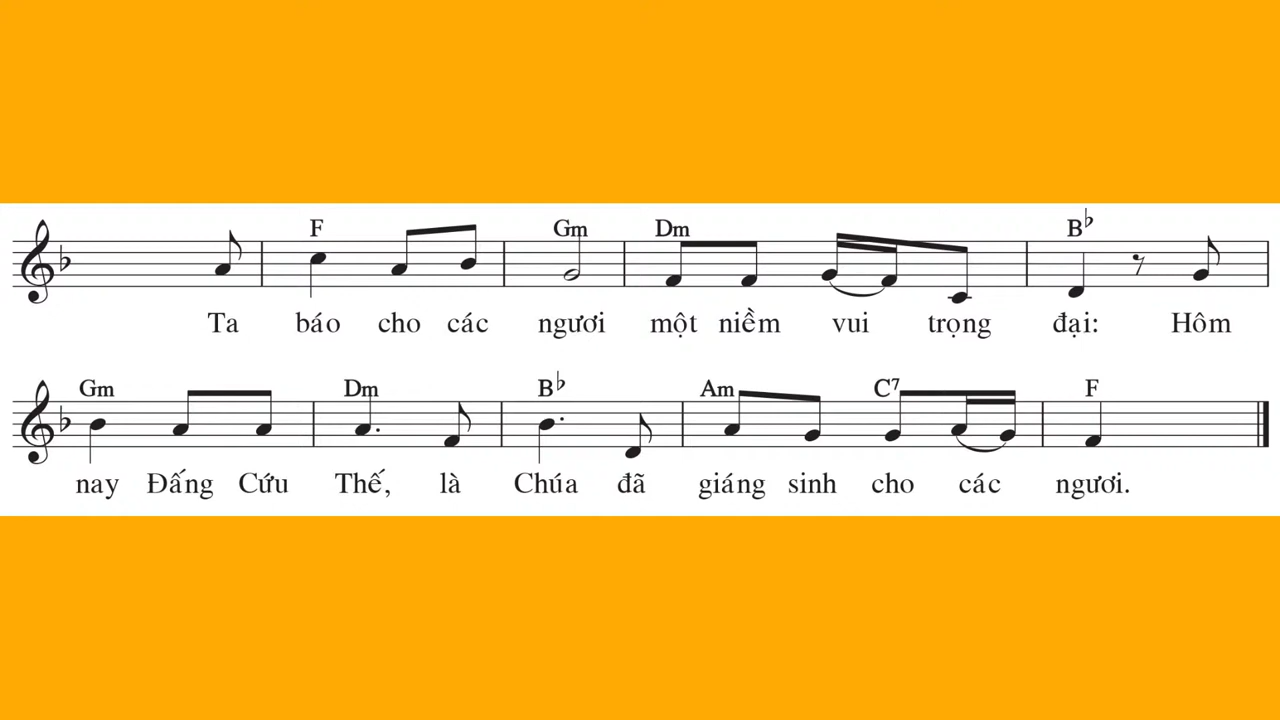 F Gm Dm B♭
Ta báo cho các ngươi một niềm vui trọng đại: Hôm
Gm Dm B♭ Am C7 F
nay Đấng Cứu Thế, là Chúa đã giáng sinh cho các ngươi.